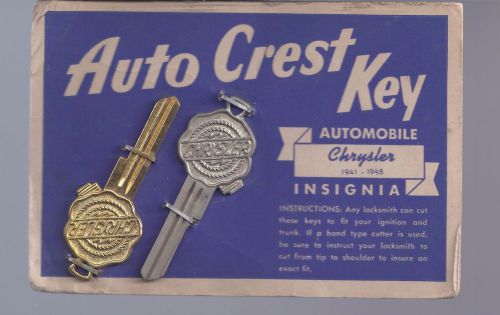 Auto Crest
Key
AUTOMOBILE
Chrysler
1941 - 1948
INSIGNIA
INSTRUCTIONS: Any locksmith can cut
these keys to fit your ignition and
trunk. If p hand type cutter is used,
be sure to instruct your locksmith to
cut from tip to shoulder to insure an
exact fit.
CHRYSLER
CHRYSLER